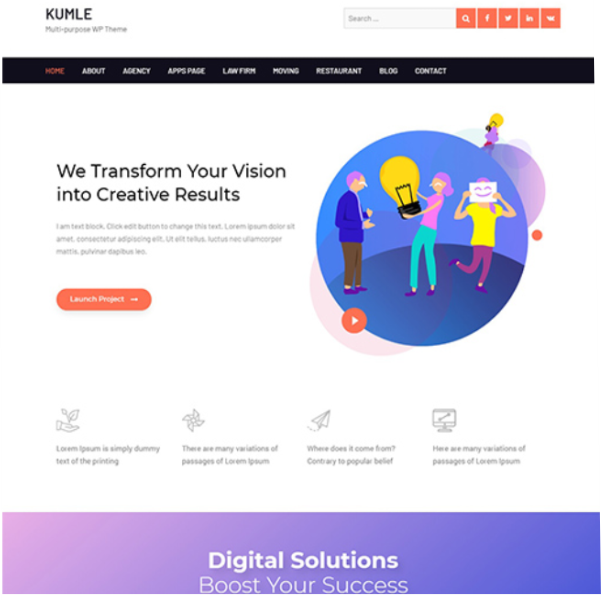 KUMLE
Multi-purpose WP Theme
Search ...
HOME ABOUT AGENCY APPS PAGE LAW FIRM MOVING RESTAURANT BLOG CONTACT
We Transform Your Vision
into Creative Results
I am text block. Click edit button to change this text. Lorem ipsum dolor sit
amet, consectetur adipiscing elit. Ut elit tellus, luctus nec ullamcorper
mattis, pulvinar dapibus leo.
Launch Project →
Lorem Ipsum is simply dummy
text of the printing
There are many variations of
passages of Lorem Ipsum
Where does it come from?
Contrary to popular belief
Here are many variations of
passages of Lorem Ipsum
Digital Solutions
Boost Your Success